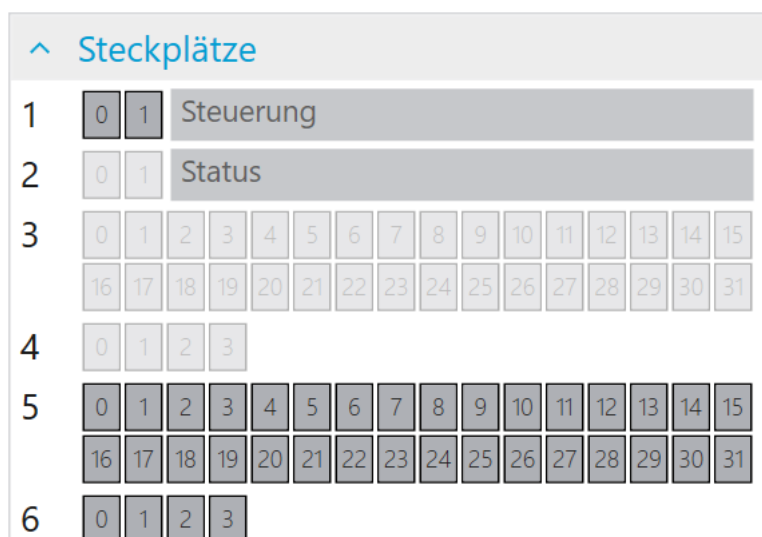 Steckplätze
1 0 1 Steuerung
2 0 1 Status
3 0 1 2 3 4 5 6 7 8 9 10 11 12 13 14 15
16 17 18 19 20 21 22 23 24 25 26 27 28 29 30 31
4 0 1 2 3
5 0 1 2 3 4 5 6 7 8 9 10 11 12 13 14 15
16 17 18 19 20 21 22 23 24 25 26 27 28 29 30 31
6 0 1 2 3